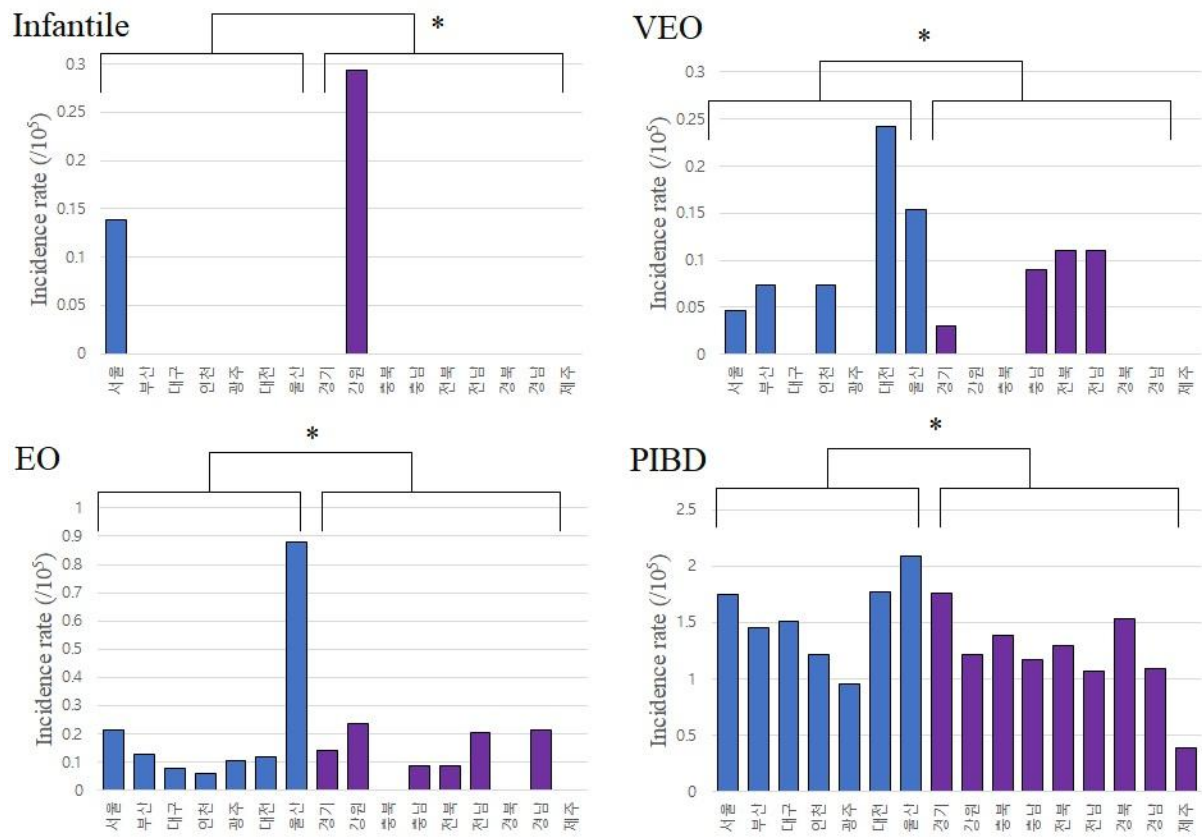 Infantile
*
Incidence rate (/10⁵)
0.3
0.25
0.2
0.15
0.1
0.05
0
서울 부산 대구 인천 광주 대전 울산 경기 강원 충북 충남 전북 전남 경북 경남 제주
VEO
*
Incidence rate (/10⁵)
0.3
0.25
0.2
0.15
0.1
0.05
0
서울 부산 대구 인천 광주 대전 울산 경기 강원 충북 충남 전북 전남 경북 경남 제주
EO
*
Incidence rate (/10⁵)
1
0.9
0.8
0.7
0.6
0.5
0.4
0.3
0.2
0.1
0
서울 부산 대구 인천 광주 대전 울산 경기 강원 충북 충남 전북 전남 경북 경남 제주
PIBD
*
Incidence rate (/10⁵)
2.5
2
1.5
1
0.5
0
서울 부산 대구 인천 광주 대전 울산 경기 강원 충북 충남 전북 전남 경북 경남 제주